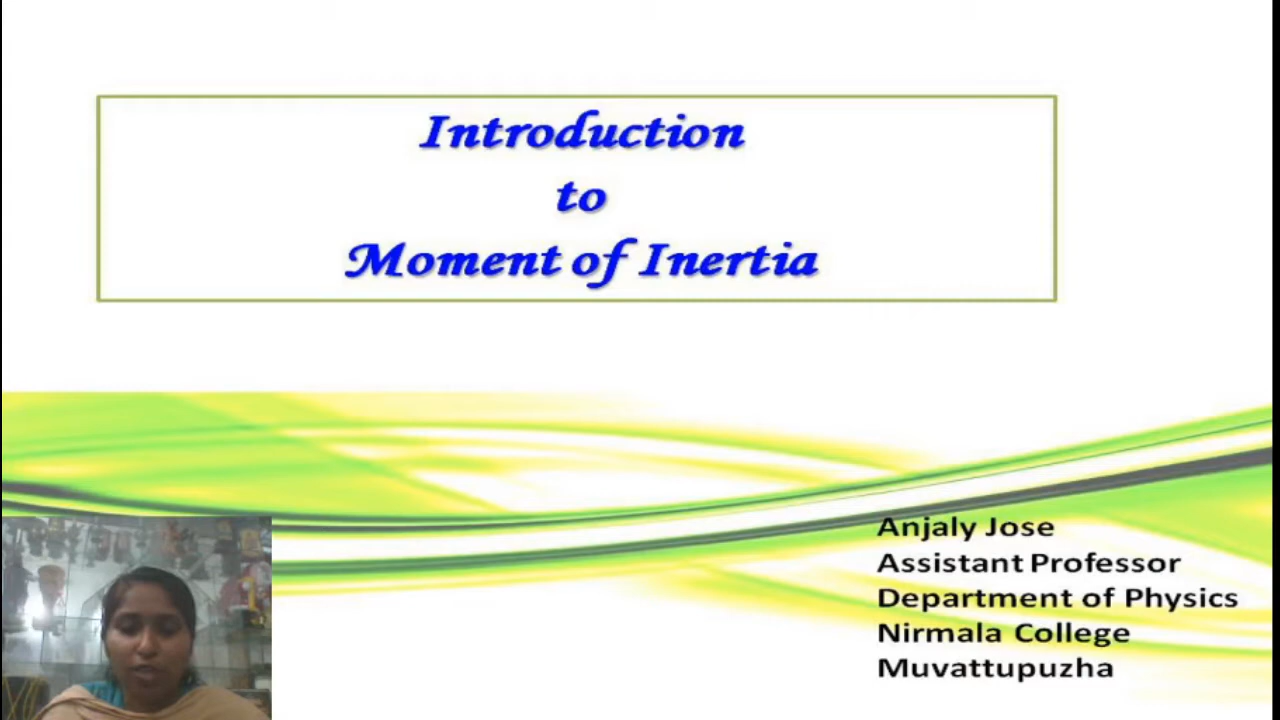 Introduction
to
Moment of Inertia
Anjaly Jose
Assistant Professor
Department of Physics
Nirmala College
Muvattupuzha